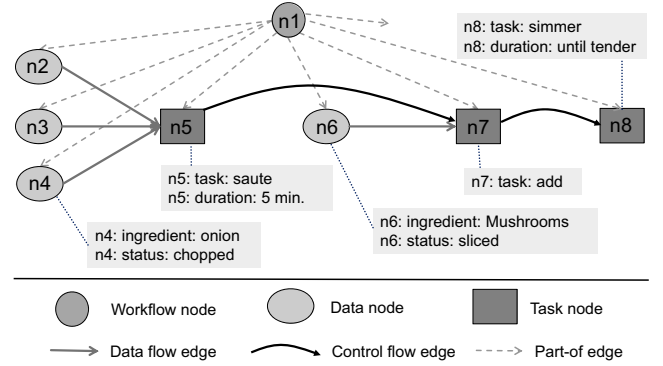 n1
n8: task: simmer
n8: duration: until tender
n2
n3
n5
n6
n7
n8
n4
n5: task: saute
n5: duration: 5 min.
n7: task: add
n4: ingredient: onion
n4: status: chopped
n6: ingredient: Mushrooms
n6: status: sliced
Workflow node
Data node
Task node
Data flow edge
Control flow edge
Part-of edge